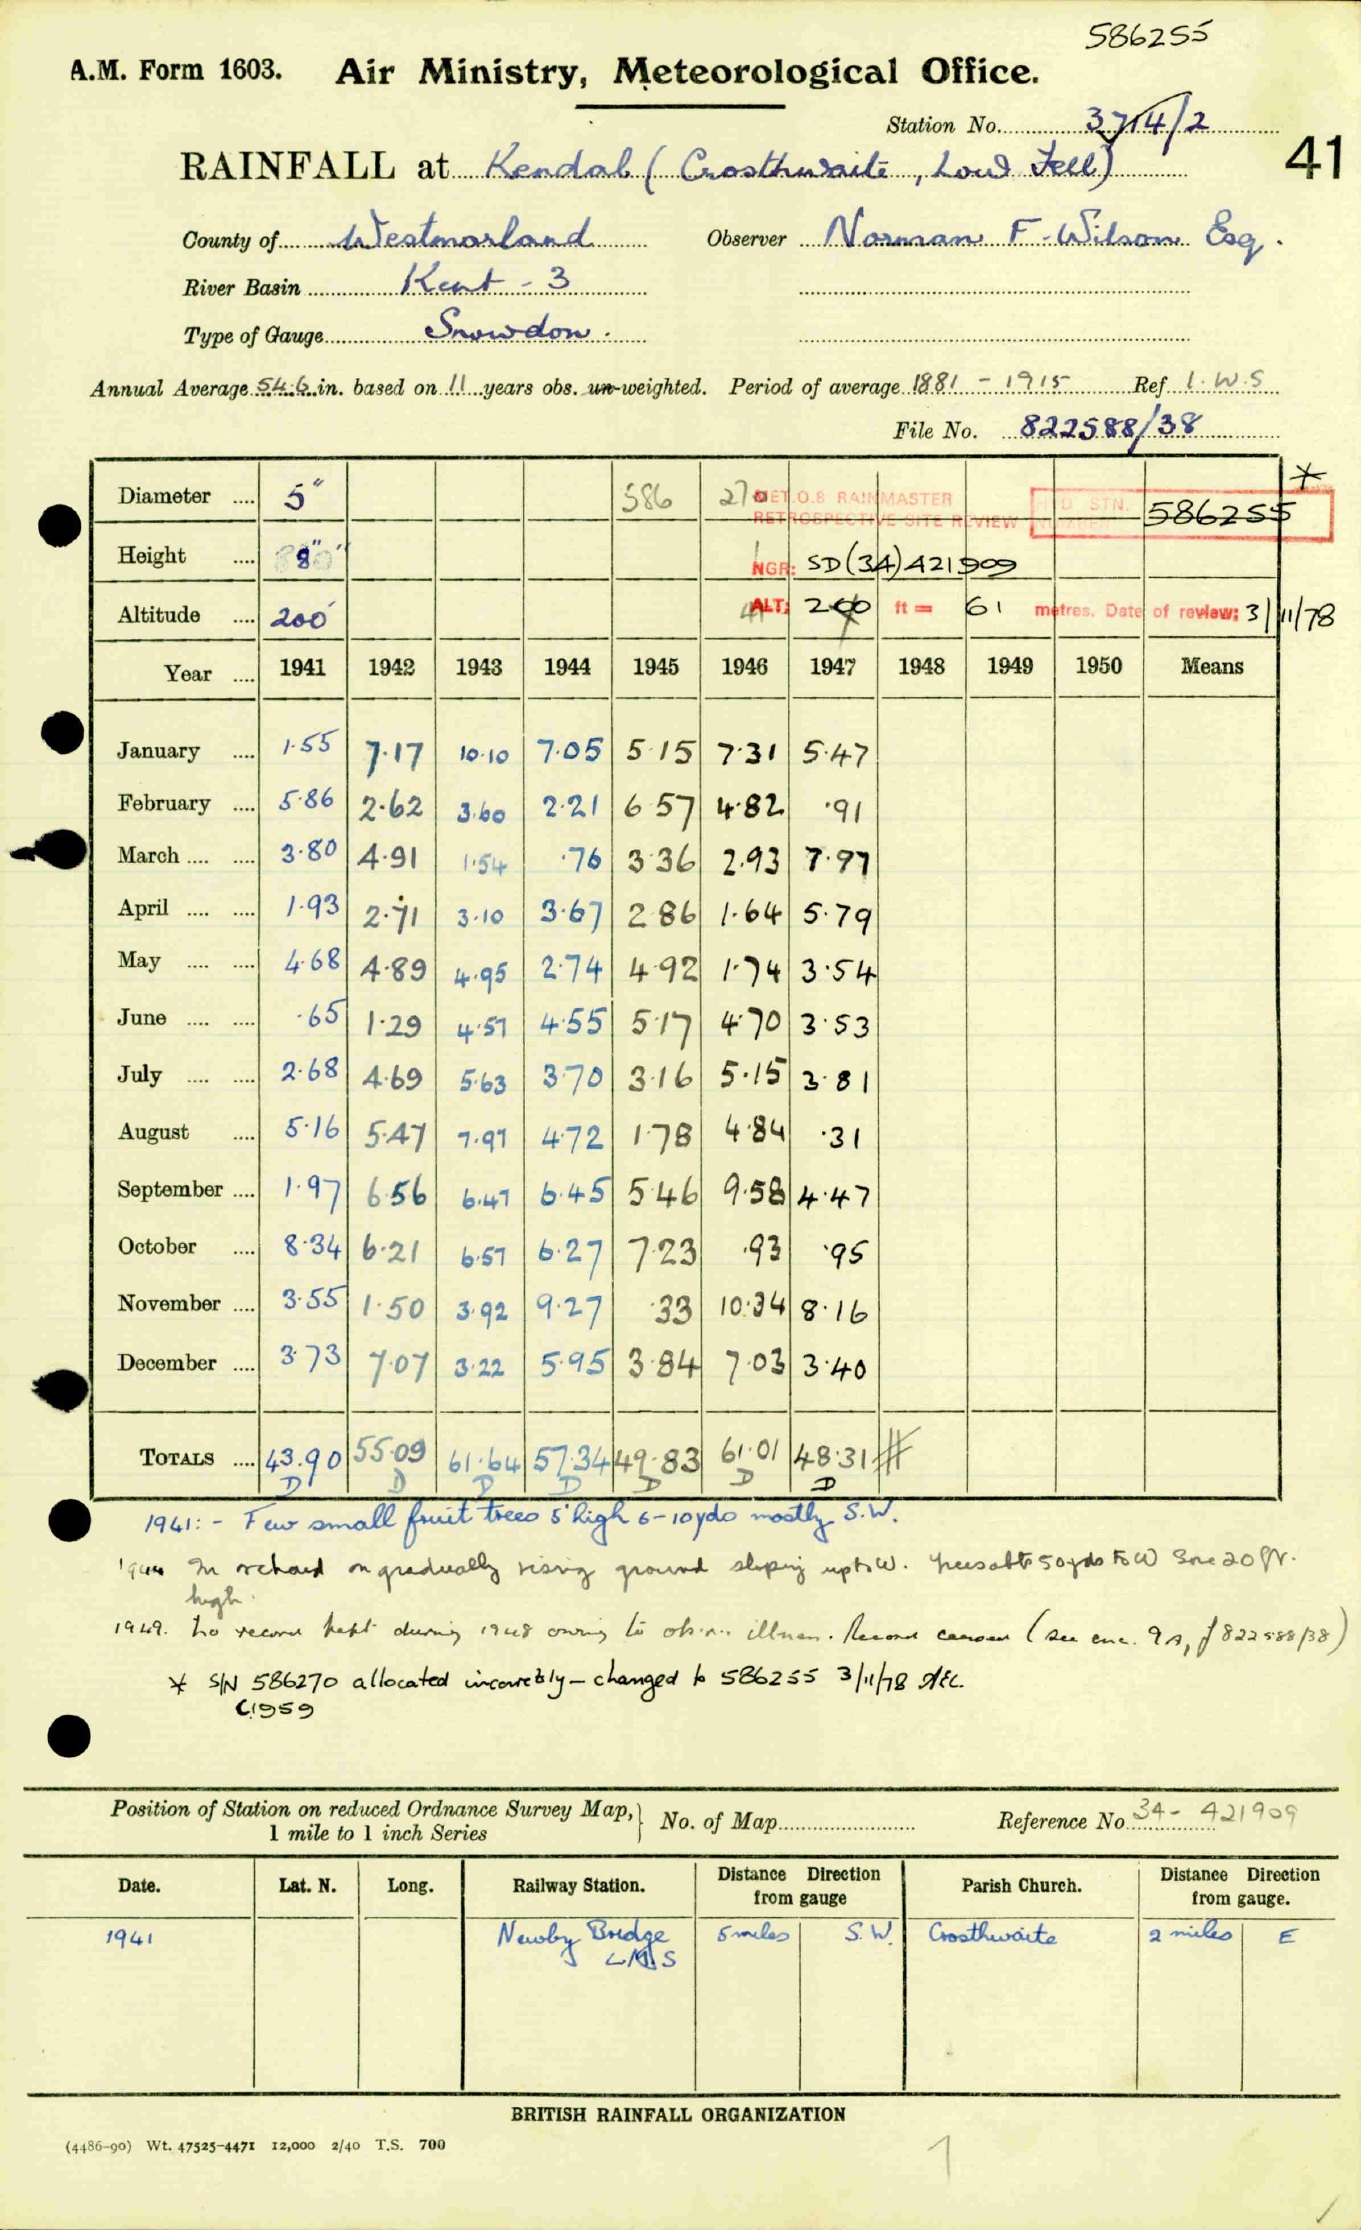 586255
A.M. Form 1603. Air Ministry, Meteorological Office.
Station No. 3714/2
41
RAINFALL at Kendal (Crosthwaite, Low Fell)
County of Westmorland Observer Norman F. Wilson Esq.
River Basin Kent - 3
Type of Gauge Snowdon.
Annual Average 54.6 in. based on 11 years obs. un-weighted. Period of average 1881 - 1915 Ref I.W.S
File No. 822588/38
Diameter .... 5" 586 270 MET.O.8 RAINMASTER RETROSPECTIVE SITE REVIEW 586255 *
Height .... 8" NGR: SD(34)421909
Altitude .... 200' ALT: 200 ft = 61 metres. Date of review: 3/11/78
Year .... 1941 1942 1943 1944 1945 1946 1947 1948 1949 1950 Means
January .... 1.55 7.17 10.10 7.05 5.15 7.31 5.47
February .... 5.86 2.62 3.60 2.21 6.57 4.82 .91
March .... .... 3.80 4.91 1.54 .76 3.36 2.93 7.97
April .... .... 1.93 2.71 3.10 3.67 2.86 1.64 5.79
May .... .... 4.68 4.89 4.95 2.74 4.92 1.74 3.54
June .... .... .65 1.29 4.57 4.55 5.17 4.70 3.53
July .... .... 2.68 4.69 5.63 3.70 3.16 5.15 3.81
August .... 5.16 5.47 7.97 4.72 1.78 4.84 .31
September .... 1.97 6.56 6.47 6.45 5.46 9.58 4.47
October .... 8.34 6.21 6.57 6.27 7.23 .93 .95
November .... 3.55 1.50 3.92 9.27 .33 10.34 8.16
December .... 3.73 7.07 3.22 5.95 3.84 7.03 3.40
TOTALS .... 43.90 55.09 61.64 57.34 49.83 61.01 48.31
D D D D D D D
1941:- Few small fruit trees 5' high 6-10 yds mostly S.W.
1944 In orchard on gradually rising ground sloping up to W. Trees abt 50 yds to W some 20 ft.
high.
1949. No record kept during 1948 owing to obs. illness. Record ceased (see enc. 9A, f 822588/38)
* S/N 586270 allocated incorrectly - changed to 586255 3/11/78
C.1959
Position of Station on reduced Ordnance Survey Map, } No. of Map Reference No. 34- 421909
1 mile to 1 inch Series
Date. Lat. N. Long. Railway Station. Distance from gauge Direction Parish Church. Distance from gauge. Direction
1941 Newby Bridge 5 miles S.W. Crosthwaite 2 miles E
LMS
BRITISH RAINFALL ORGANIZATION
(4486-90) Wt. 47525-4471 12,000 2/40 T.S. 700